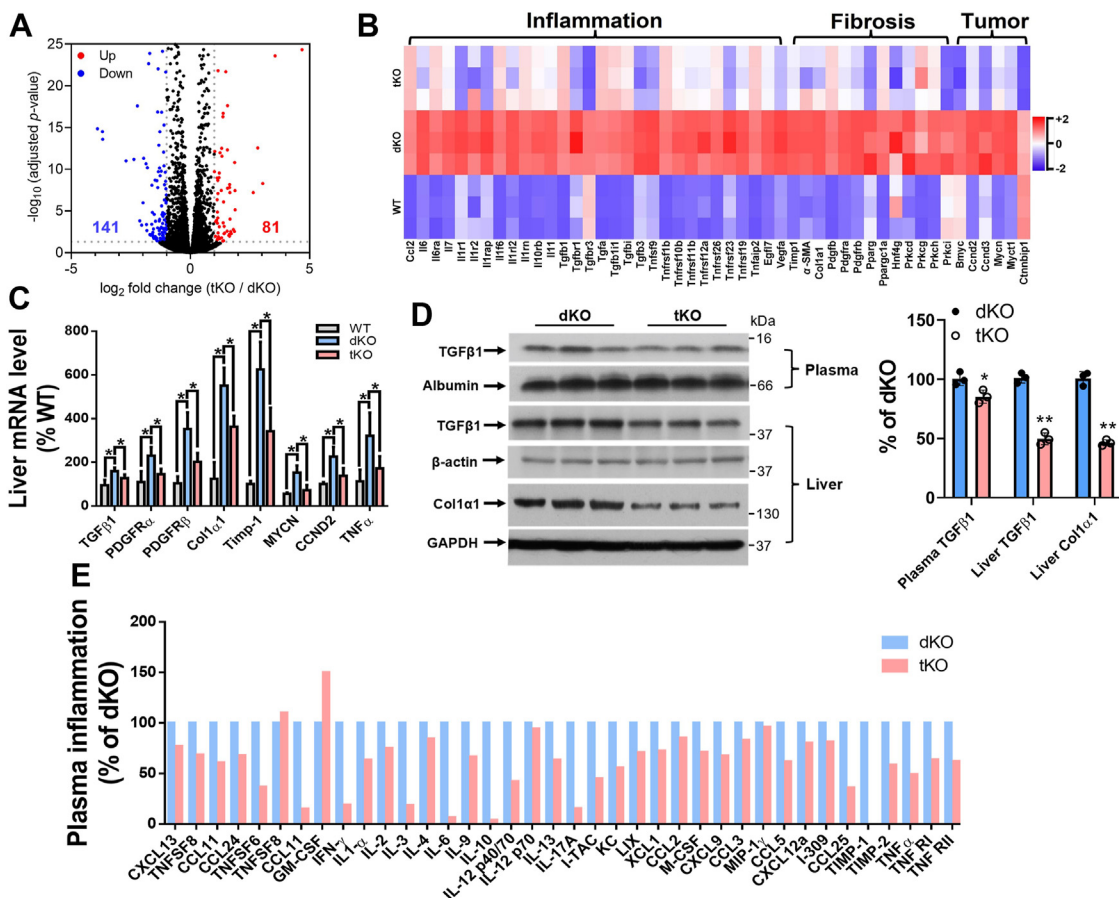 A
Up
Down
25
20
15
10
5
0
-log10 (adjusted p-value)
141
81
-5
0
5
log2 fold change (tKO / dKO)
B
Inflammation
Fibrosis
Tumor
tKO
dKO
WT
+2
+1
0
-1
-2
Ccl2
Il6
Il6ra
Il7
Il1r1
Il1r2
Il1rap
Il1f6
Il1rl2
Il1rn
Il10rb
Il11
Tgfb1
Tgfbr1
Tgfbr3
Tgfa
Tgfb1i1
Tgfbi
Tgfb3
Tnfsf9
Tnfrsf1b
Tnfrsf10b
Tnfrsf11b
Tnfrsf12a
Tnfrsf26
Tnfrsf23
Tnfrsf19
Tnfaip2
Egfl7
Vegfa
Timp1
α-SMA
Col1a1
Pdgfb
Pdgfra
Pdgfrb
Pparg
Ppargc1a
Hnf4g
Prkcd
Prkcg
Prkch
Prkci
Bmyc
Ccnd2
Ccnd3
Mycn
Myct1
Ctnnbip1
C
Liver mRNA level
(% WT)
800
600
400
200
0
WT
dKO
tKO
* * * * * * * * * * * * * * * *
TGFβ1
PDGFRα
PDGFRβ
Col1α1
Timp-1
MYCN
CCND2
TNFα
D
dKO
tKO
kDa
TGFβ1
16
Albumin
66
Plasma
TGFβ1
37
β-actin
37
Liver
Col1α1
130
GAPDH
37
dKO
tKO
% of dKO
150
100
50
0
*
**
**
Plasma TGFβ1
Liver TGFβ1
Liver Col1α1
E
Plasma inflammation
(% of dKO)
200
150
100
50
0
dKO
tKO
CXCL13
TNFSF8
CCL11
CCL24
TNFSF6
TNFSF8
CCL11
GM-CSF
IFN-γ
IL1-α
IL-2
IL-3
IL-4
IL-6
IL-9
IL-10
IL-12 p40/70
IL-12 p70
IL-13
IL-17A
I-TAC
KC
LIX
XCL1
CCL2
M-CSF
CXCL9
CCL3
MIP-1γ
CCL5
CXCL12a
I-309
CCL25
TIMP-1
TIMP-2
TNFα
TNF RI
TNF RII